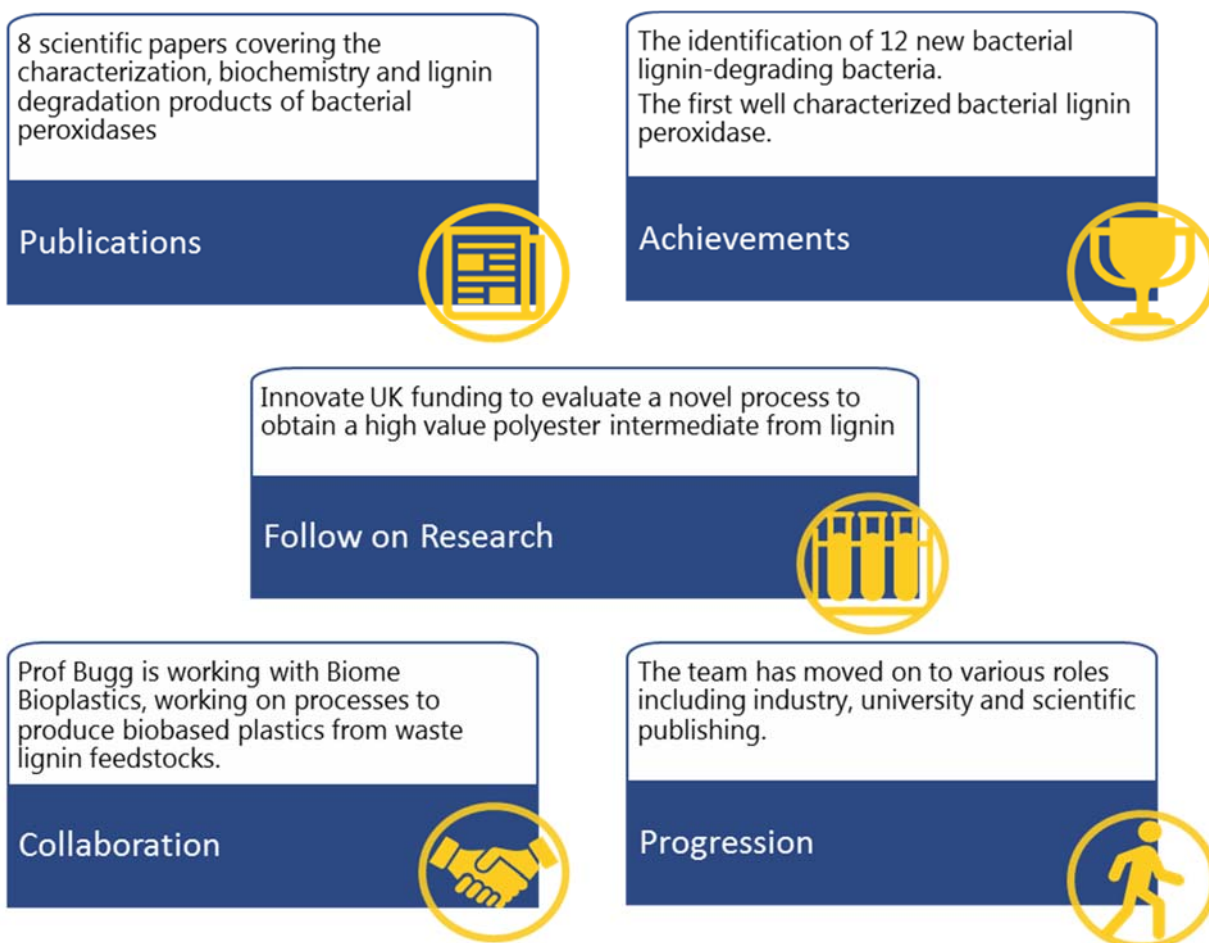 8 scientific papers covering the
characterization, biochemistry and lignin
degradation products of bacterial
peroxidases
Publications
The identification of 12 new bacterial
lignin-degrading bacteria.
The first well characterized bacterial lignin
peroxidase.
Achievements
Innovate UK funding to evaluate a novel process to
obtain a high value polyester intermediate from lignin
Follow on Research
Prof Bugg is working with Biome
Bioplastics, working on processes to
produce biobased plastics from waste
lignin feedstocks.
Collaboration
The team has moved on to various roles
including industry, university and scientific
publishing.
Progression